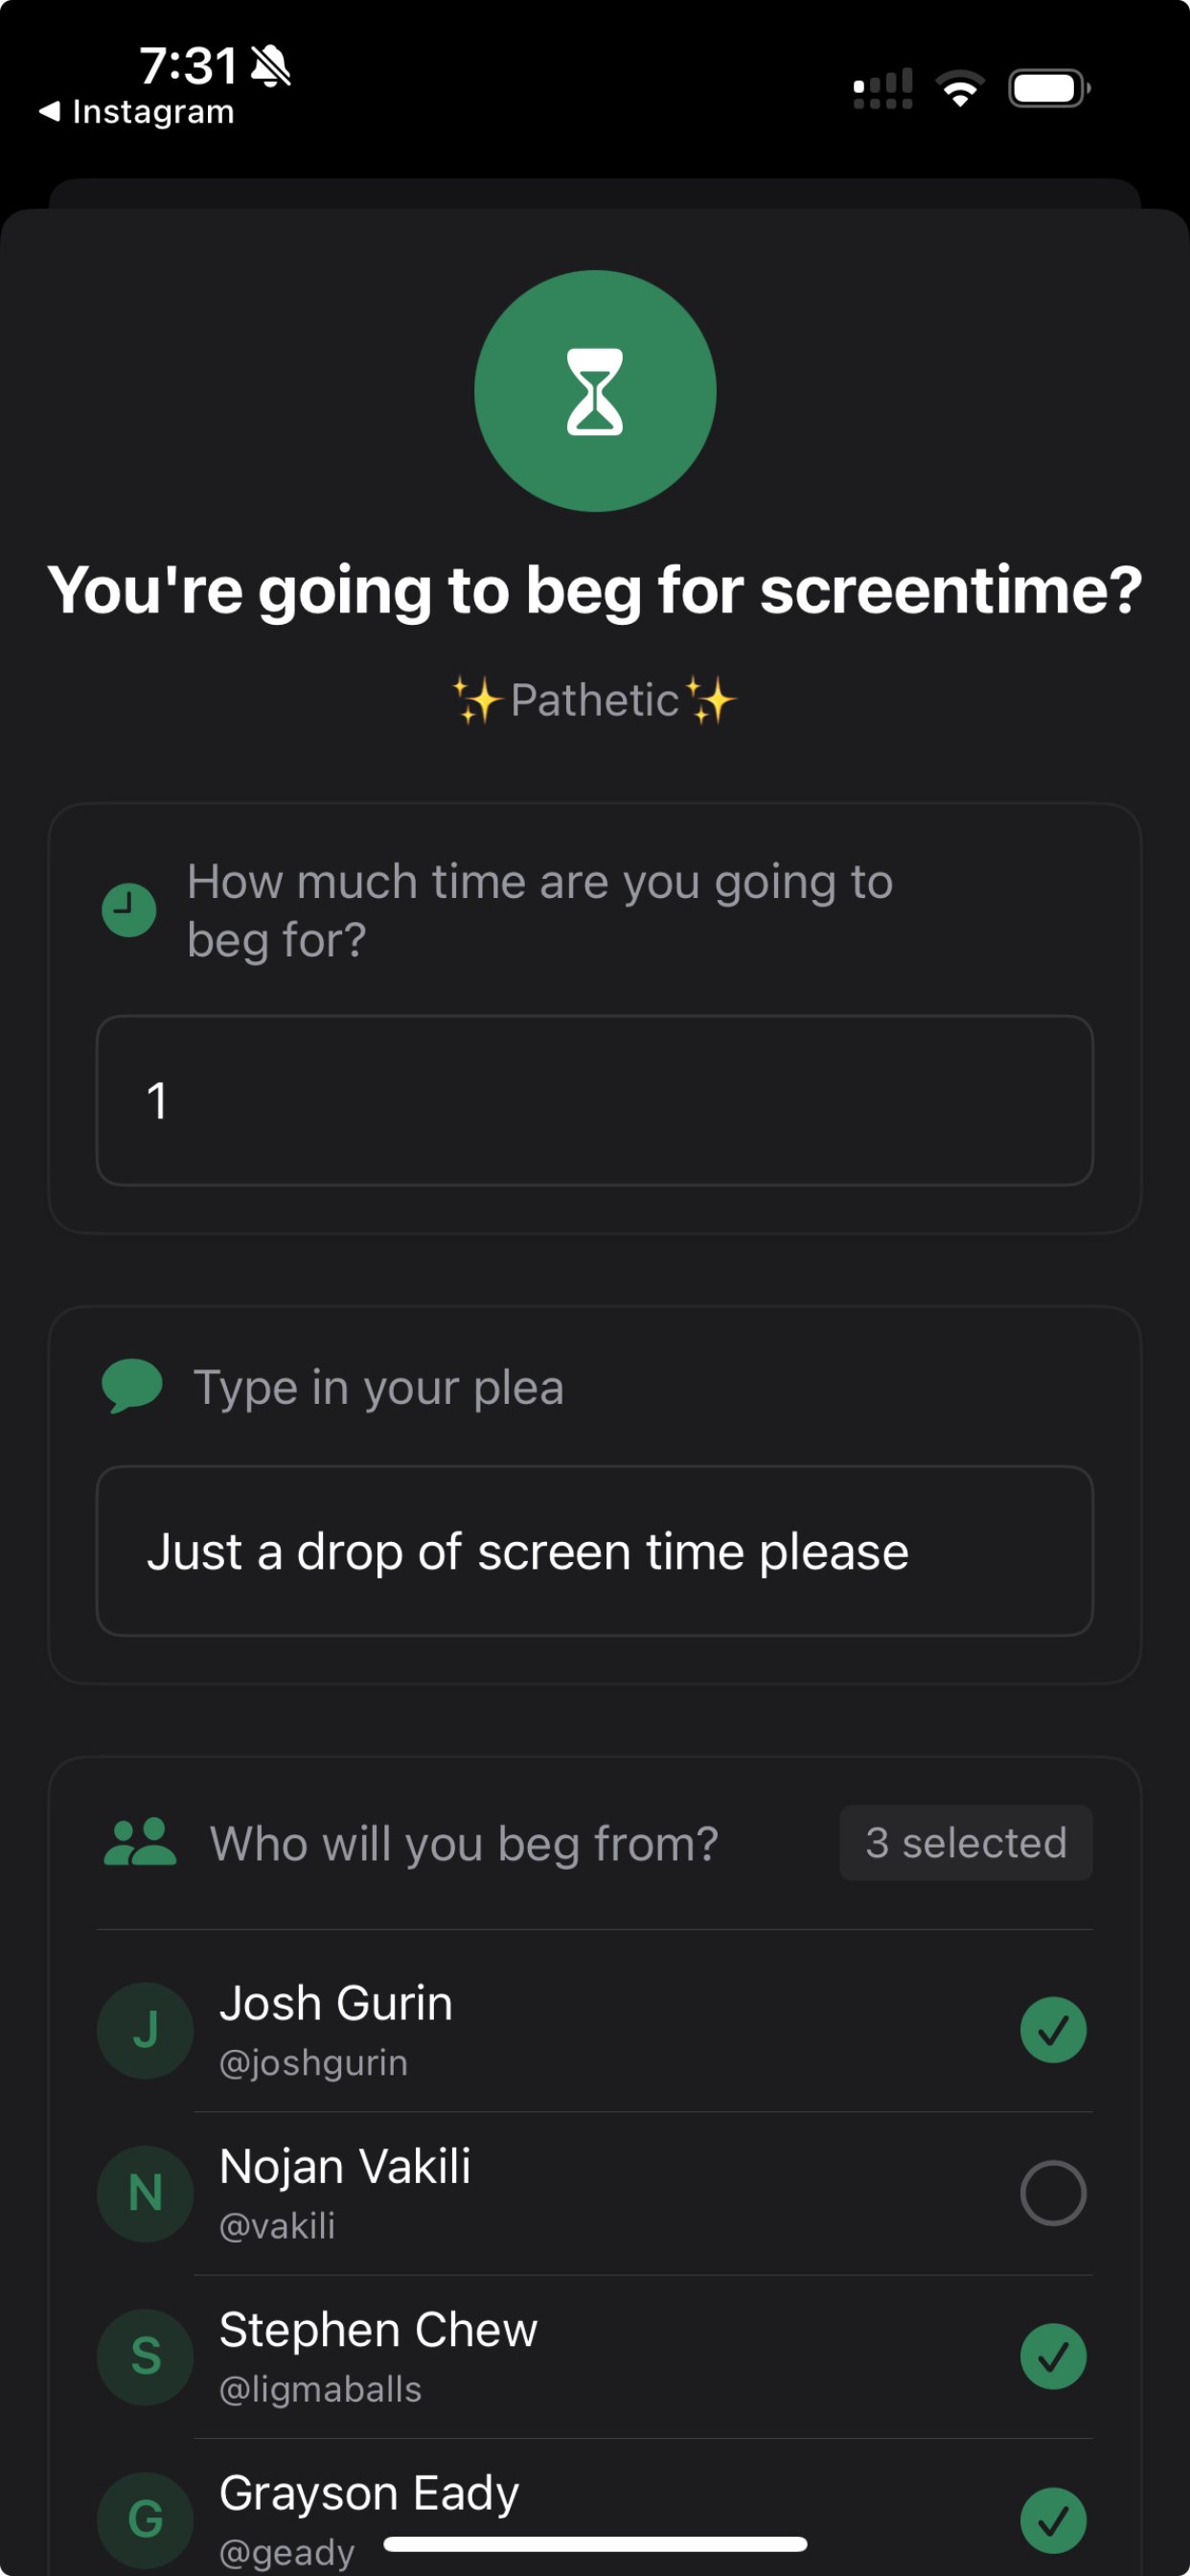 7:31
Instagram
You're going to beg for screentime?
✨Pathetic✨
How much time are you going to
beg for?
1
Type in your plea
Just a drop of screen time please
Who will you beg from?
3 selected
J
Josh Gurin
@joshgurin
N
Nojan Vakili
@vakili
S
Stephen Chew
@ligmaballs
G
Grayson Eady
@geady